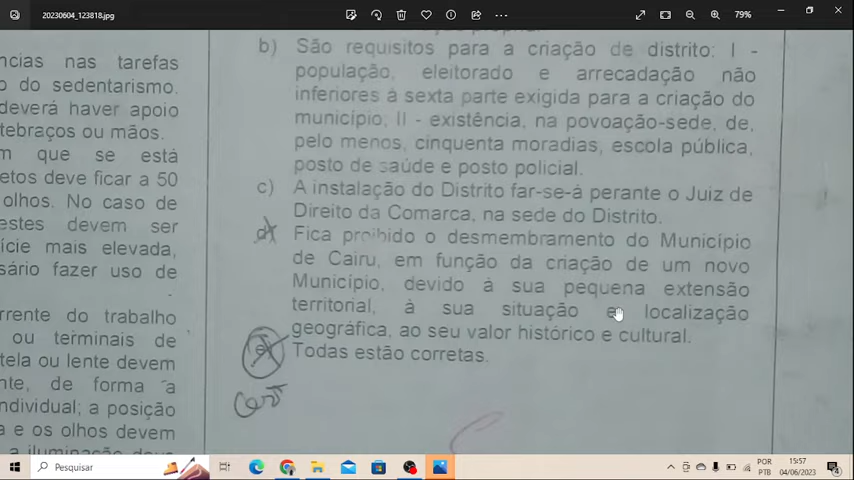 20230604_123818.jpg
79%
ências nas tarefas
o do sedentarismo.
deverá haver apoio
tebraços ou mãos.
m que se está
etos deve ficar a 50
olhos. No caso de
estes devem ser
ície mais elevada,
sário fazer uso de
rrente do trabalho
ou terminais de
tela ou lente devem
nte, de forma a
individual; a posição
a e os olhos devem
b) São requisitos para a criação de distrito: I -
população, eleitorado e arrecadação não
inferiores à sexta parte exigida para a criação do
município; II - existência, na povoação-sede, de,
pelo menos, cinquenta moradias, escola pública,
posto de saúde e posto policial.
c) A instalação do Distrito far-se-á perante o Juiz de
Direito da Comarca, na sede do Distrito.
d) Fica proibido o desmembramento do Município
de Cairu, em função da criação de um novo
Município, devido à sua pequena extensão
territorial, à sua situação e localização
geográfica, ao seu valor histórico e cultural.
Todas estão corretas.
Pesquisar
POR
PTB
15:57
04/06/2023
4